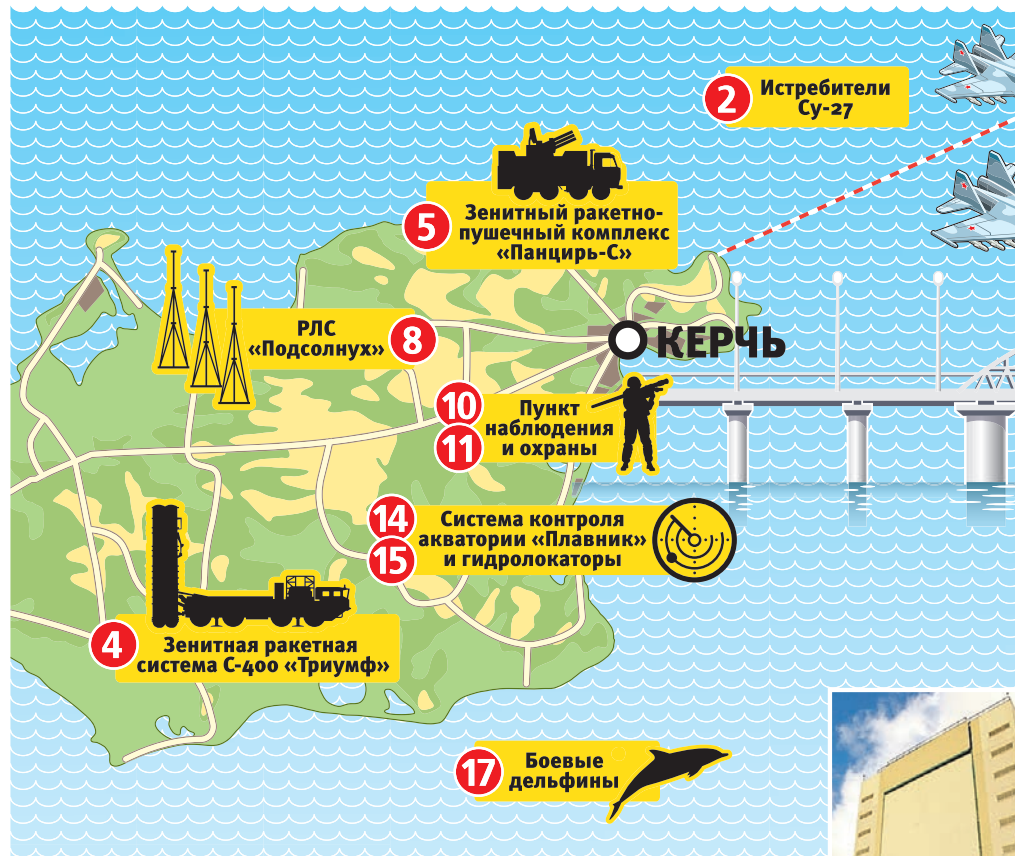 2
Истребители
Су-27
5
Зенитный ракетно-
пушечный комплекс
«Панцирь-С»
РЛС
«Подсолнух»
8
КЕРЧЬ
10
11
Пункт
наблюдения
и охраны
14
15
Система контроля
акватории «Плавник»
и гидролокаторы
4
Зенитная ракетная
система С-400 «Триумф»
17
Боевые
дельфины